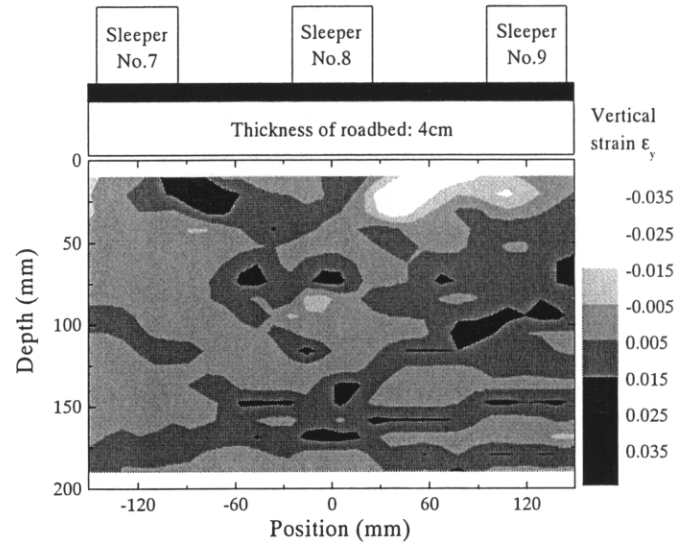 Sleeper
No.7
Sleeper
No.8
Sleeper
No.9
Thickness of roadbed: 4cm
Vertical
strain εy
0
50
100
150
200
Depth (mm)
-120
-60
0
60
120
Position (mm)
-0.035
-0.025
-0.015
-0.005
0.005
0.015
0.025
0.035